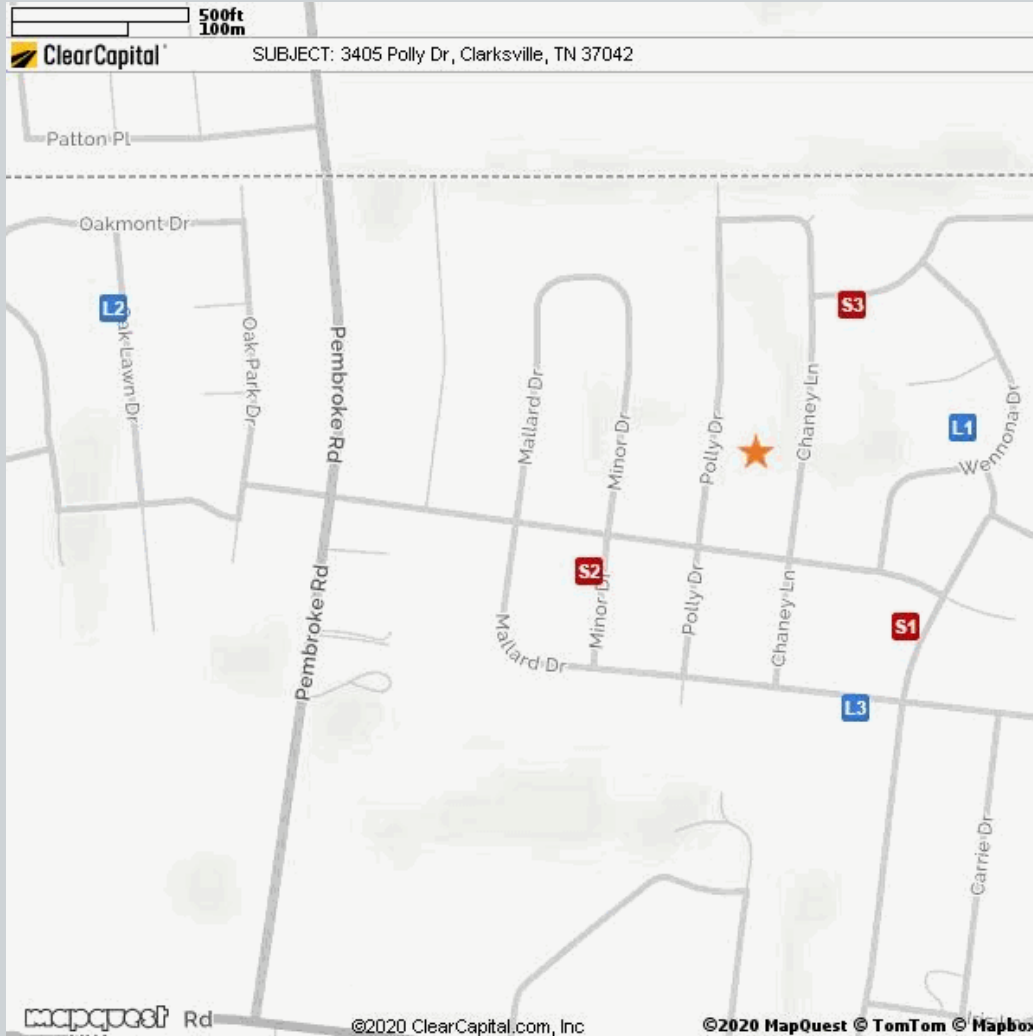 500ft
100m
ClearCapital
SUBJECT: 3405 Polly Dr, Clarksville, TN 37042
Patton Pl
Oakmont Dr
L2
Oak Park Dr
Pembroke Rd
Mallard Dr
Minor Dr
Polly Dr
Chaney Ln
S3
L1
Wennona Dr
S2
S1
Pembroke Rd
Mallard Dr
Minor Dr
Polly Dr
Chaney Ln
L3
Carrie Dr
mapquest Rd
©2020 ClearCapital.com, Inc
©2020 MapQuest © TomTom © Mapbox